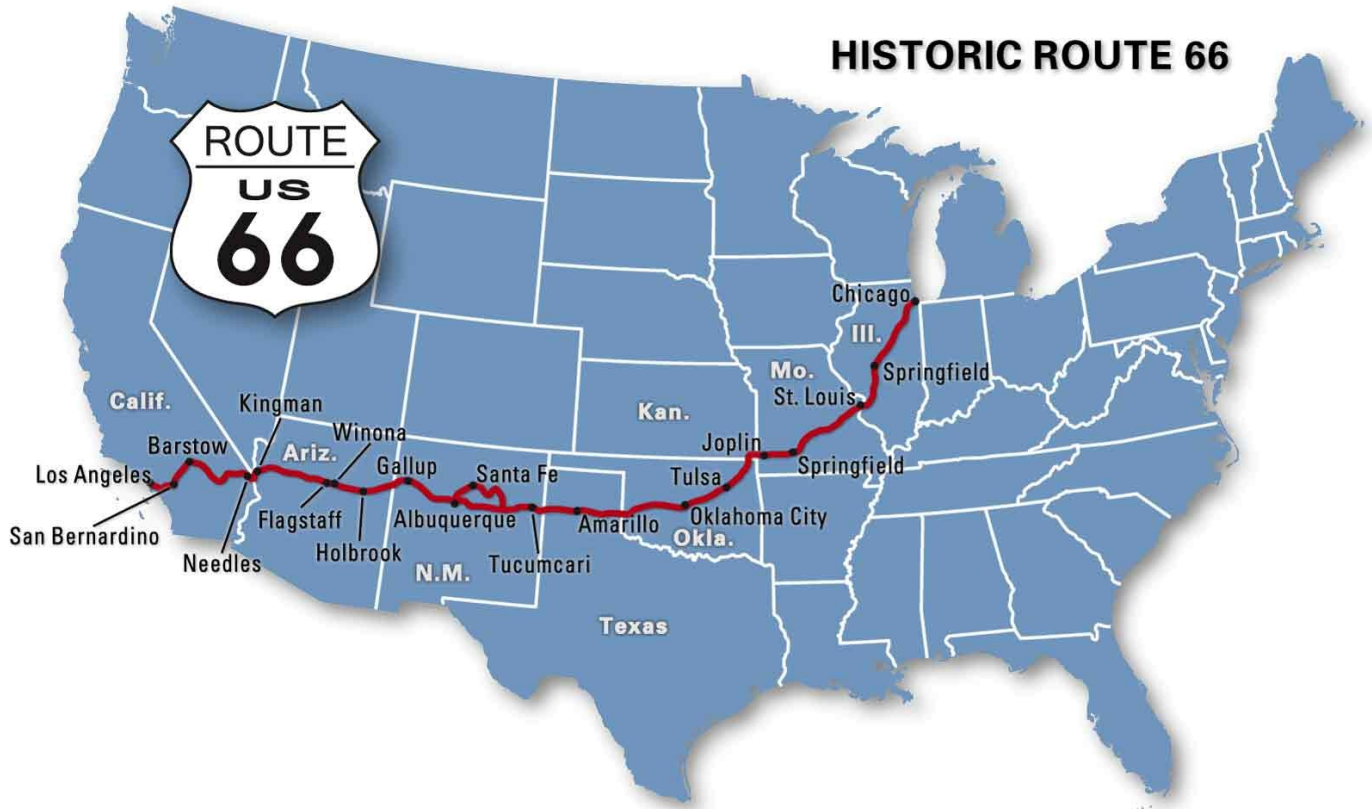 HISTORIC ROUTE 66
ROUTE
US
66
Chicago
Ill.
Springfield
Mo.
St. Louis
Kan.
Calif.
Kingman
Winona
Joplin
Barstow
Ariz.
Gallup
Santa Fe
Springfield
Los Angeles
Tulsa
Flagstaff
Albuquerque
Amarillo
Oklahoma City
San Bernardino
Holbrook
Okla.
Needles
N.M.
Tucumcari
Texas